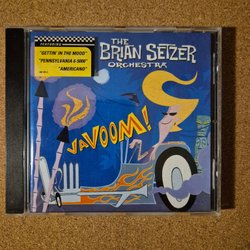 FEATURING
"GETTIN' IN THE MOOD"
"PENNSYLVANIA 6-5000"
"AMERICANO"
THE
BRIAN SETZER
ORCHESTRA
VAVOOM!